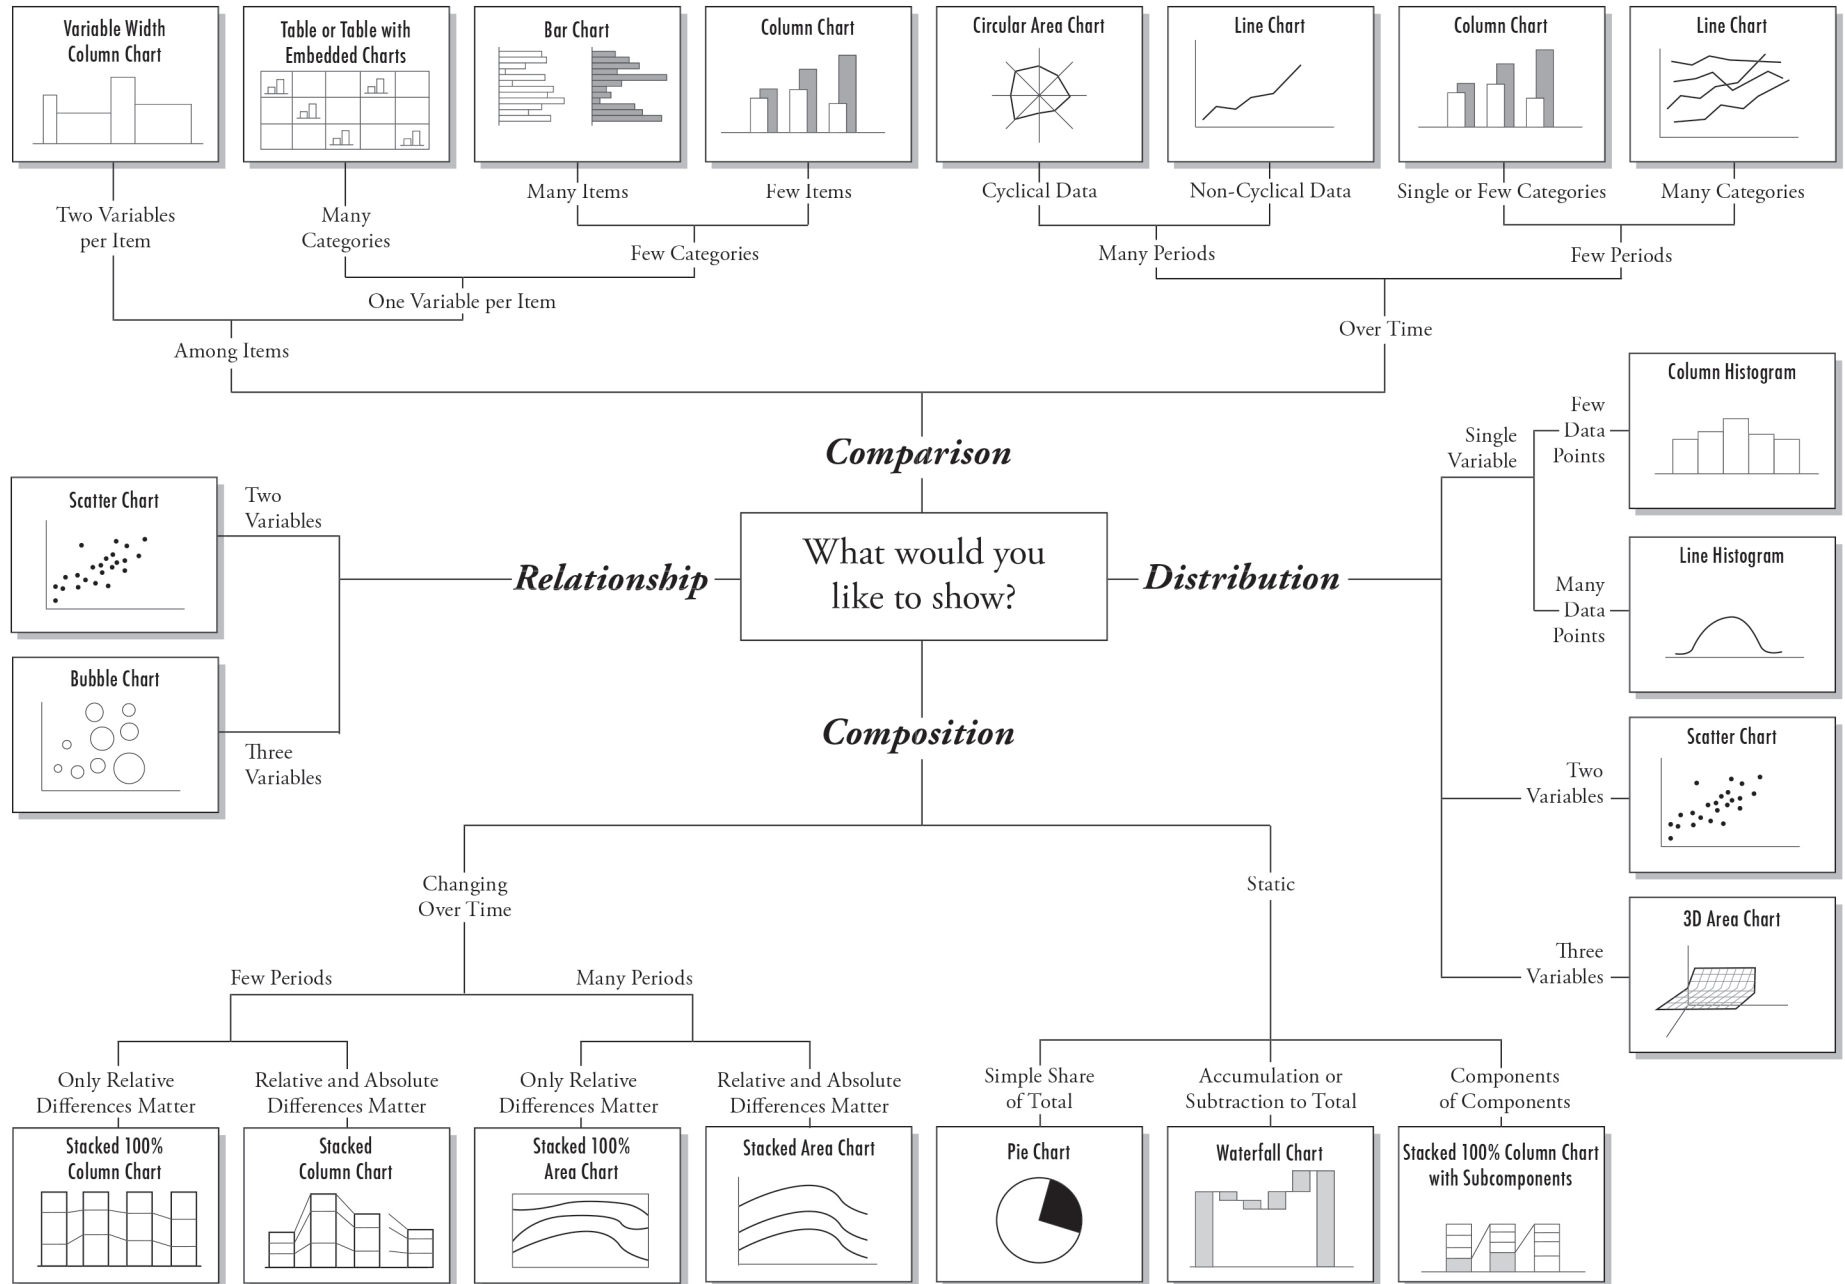 Variable Width
Column Chart
Table or Table with
Embedded Charts
Bar Chart
Column Chart
Circular Area Chart
Line Chart
Column Chart
Line Chart
Two Variables
per Item
Many
Categories
Many Items
Few Items
Cyclical Data
Non-Cyclical Data
Single or Few Categories
Many Categories
Few Categories
Many Periods
Few Periods
One Variable per Item
Among Items
Over Time
Comparison
Relationship
What would you
like to show?
Distribution
Composition
Scatter Chart
Two
Variables
Bubble Chart
Three
Variables
Single
Variable
Few
Data
Points
Column Histogram
Many
Data
Points
Line Histogram
Two
Variables
Scatter Chart
Three
Variables
3D Area Chart
Changing
Over Time
Static
Few Periods
Many Periods
Only Relative
Differences Matter
Relative and Absolute
Differences Matter
Only Relative
Differences Matter
Relative and Absolute
Differences Matter
Simple Share
of Total
Accumulation or
Subtraction to Total
Components
of Components
Stacked 100%
Column Chart
Stacked
Column Chart
Stacked 100%
Area Chart
Stacked Area Chart
Pie Chart
Waterfall Chart
Stacked 100% Column Chart
with Subcomponents